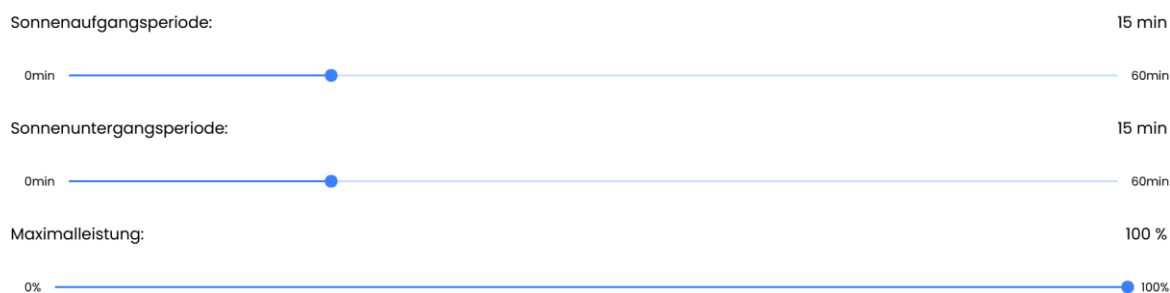 Sonnenaufgangsperiode: 15 min
0min 60min
Sonnenuntergangsperiode: 15 min
0min 60min
Maximalleistung: 100 %
0% 100%